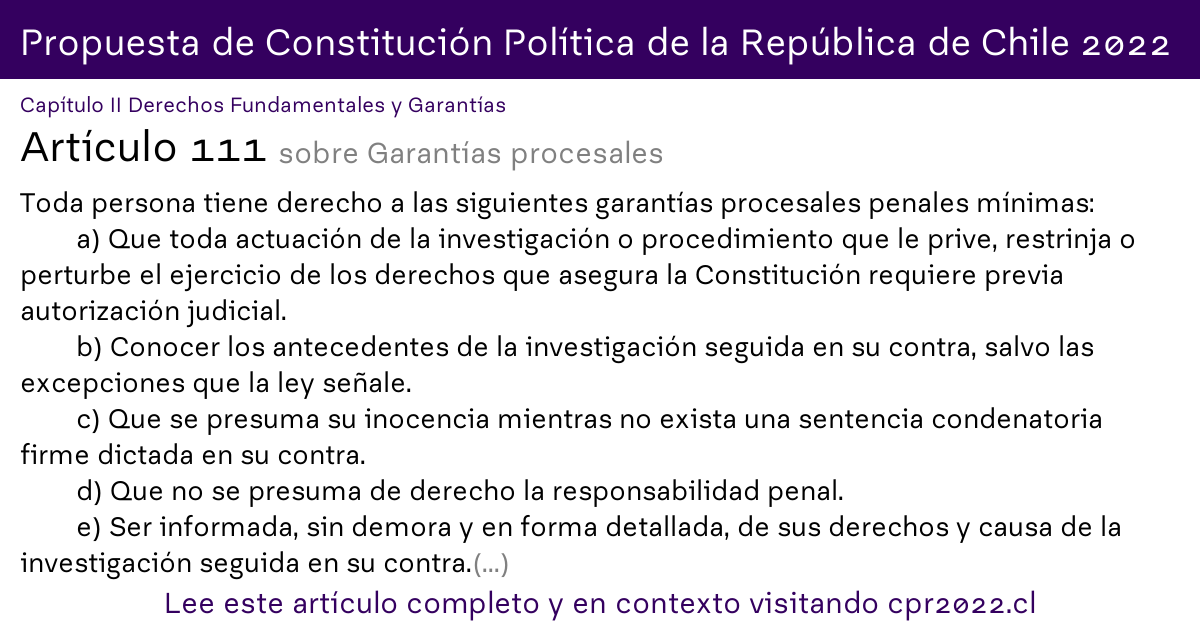 Propuesta de Constitución Política de la República de Chile 2022
Capítulo II Derechos Fundamentales y Garantías
Artículo 111 sobre Garantías procesales
Toda persona tiene derecho a las siguientes garantías procesales penales mínimas:
a) Que toda actuación de la investigación o procedimiento que le prive, restrinja o
perturbe el ejercicio de los derechos que asegura la Constitución requiere previa
autorización judicial.
b) Conocer los antecedentes de la investigación seguida en su contra, salvo las
excepciones que la ley señale.
c) Que se presuma su inocencia mientras no exista una sentencia condenatoria
firme dictada en su contra.
d) Que no se presuma de derecho la responsabilidad penal.
e) Ser informada, sin demora y en forma detallada, de sus derechos y causa de la
investigación seguida en su contra.(...)
Lee este artículo completo y en contexto visitando cpr2022.cl